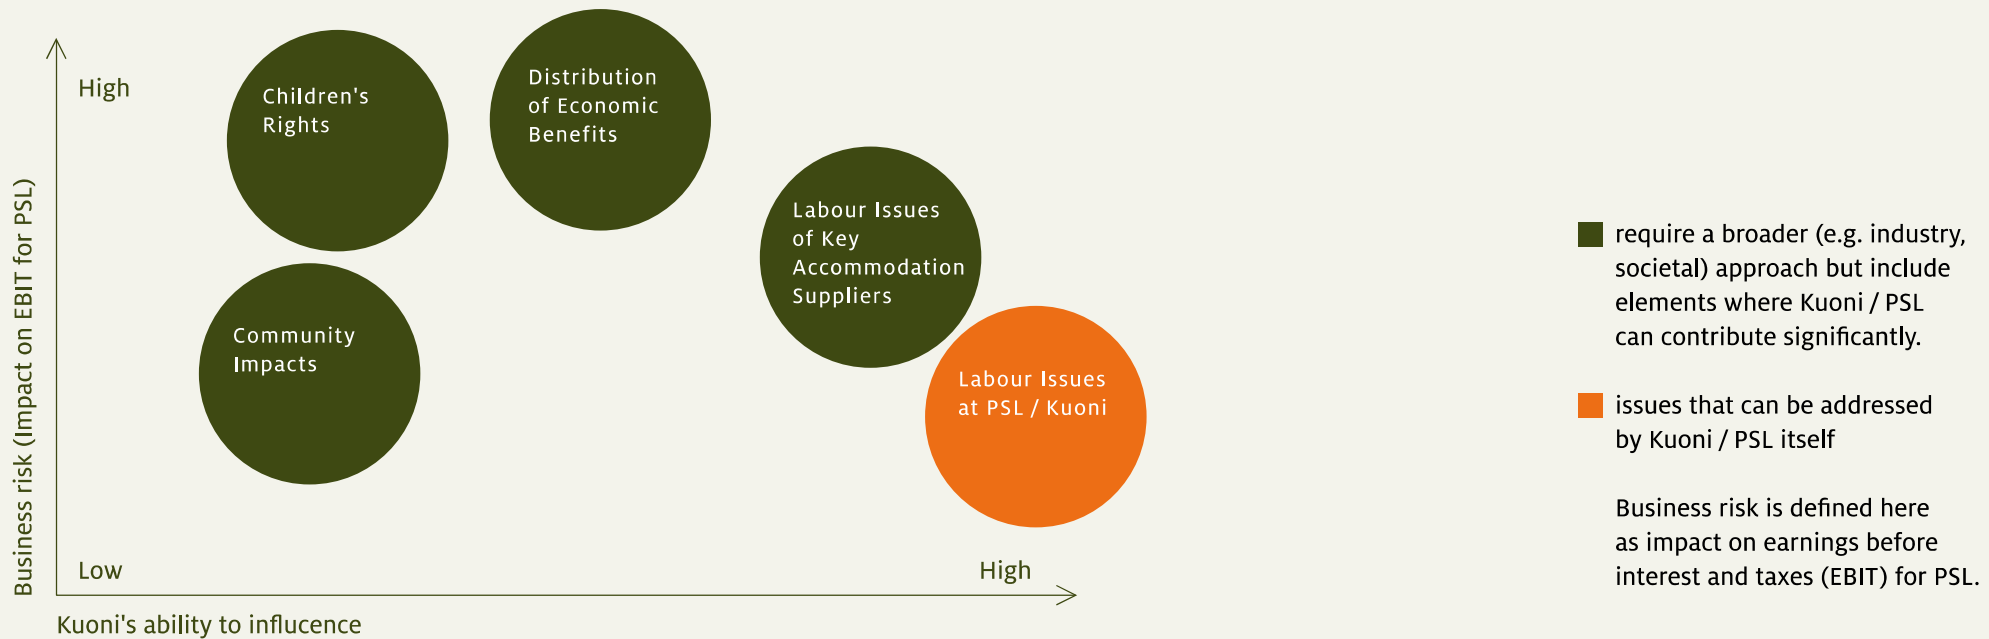 Business risk (Impact on EBIT for PSL)
High
Children's
Rights
Distribution
of Economic
Benefits
Labour Issues
of Key
Accommodation
Suppliers
Community
Impacts
Labour Issues
at PSL / Kuoni
Low
High
Kuoni's ability to influcence
require a broader (e.g. industry,
societal) approach but include
elements where Kuoni / PSL
can contribute significantly.
issues that can be addressed
by Kuoni / PSL itself
Business risk is defined here
as impact on earnings before
interest and taxes (EBIT) for PSL.